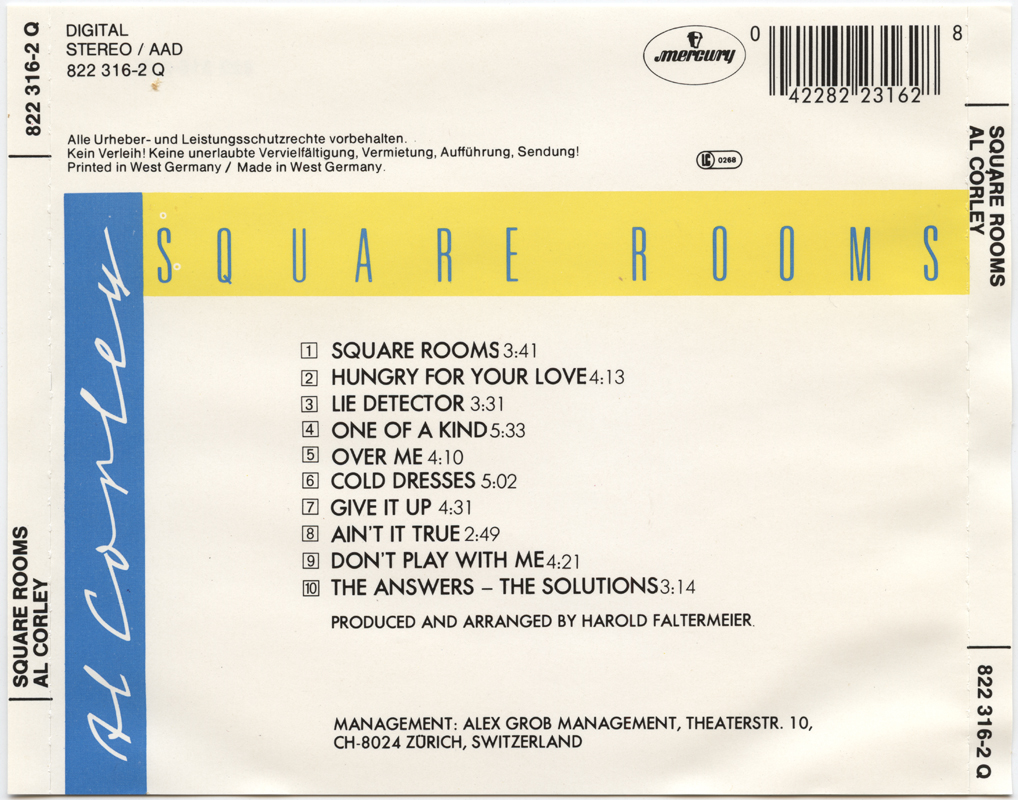 822 316-2 Q
SQUARE ROOMS
AL CORLEY
DIGITAL
STEREO / AAD
822 316-2 Q
mercury
0 42282 23162 8
Alle Urheber- und Leistungsschutzrechte vorbehalten.
Kein Verleih! Keine unerlaubte Vervielfältigung, Vermietung, Aufführung, Sendung!
Printed in West Germany / Made in West Germany.
LC 0268
SQUARE ROOMS
Al Corley
1 SQUARE ROOMS 3:41
2 HUNGRY FOR YOUR LOVE 4:13
3 LIE DETECTOR 3:31
4 ONE OF A KIND 5:33
5 OVER ME 4:10
6 COLD DRESSES 5:02
7 GIVE IT UP 4:31
8 AIN'T IT TRUE 2:49
9 DON'T PLAY WITH ME 4:21
10 THE ANSWERS – THE SOLUTIONS 3:14
PRODUCED AND ARRANGED BY HAROLD FALTERMEIER.
MANAGEMENT: ALEX GROB MANAGEMENT, THEATERSTR. 10,
CH-8024 ZÜRICH, SWITZERLAND
SQUARE ROOMS
AL CORLEY
822 316-2 Q